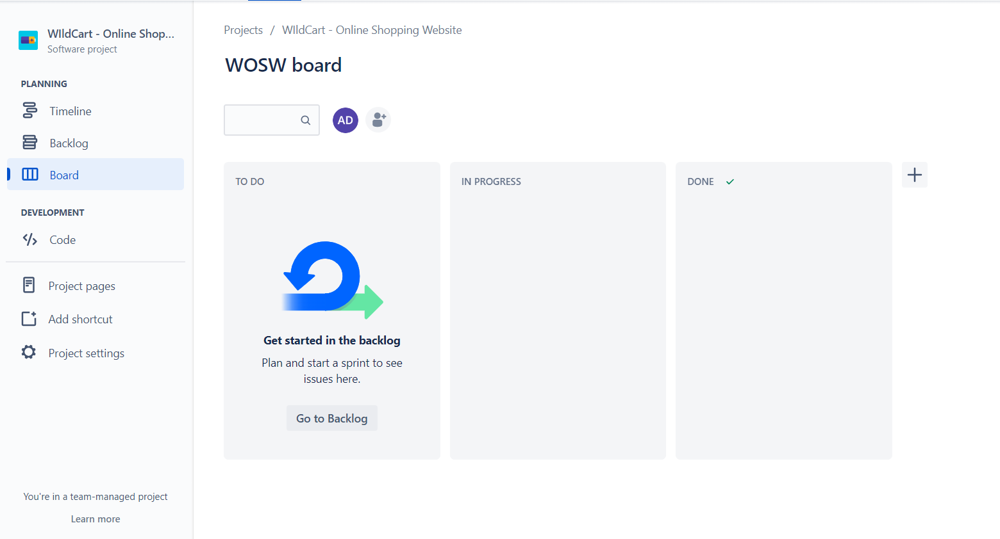 WIldCart - Online Shop...
Software project
PLANNING
Timeline
Backlog
Board
DEVELOPMENT
Code
Project pages
Add shortcut
Project settings
You're in a team-managed project
Learn more
Projects / WIldCart - Online Shopping Website
WOSW board
AD
TO DO
IN PROGRESS
DONE
Get started in the backlog
Plan and start a sprint to see
issues here.
Go to Backlog